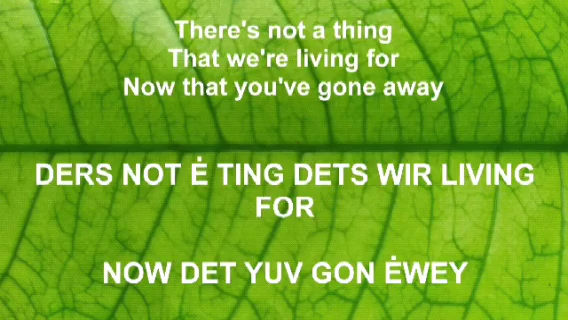 There's not a thing
That we're living for
Now that you've gone away
DERS NOT Ė TING DETS WIR LIVING
FOR
NOW DET YUV GON ĖWEY